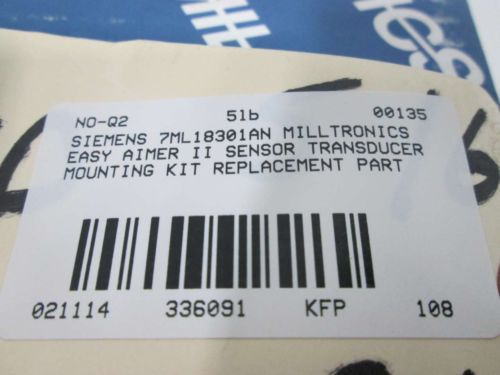 NO-Q2 5lb 00135
SIEMENS 7ML18301AN MILLTRONICS
EASY AIMER II SENSOR TRANSDUCER
MOUNTING KIT REPLACEMENT PART
021114 336091 KFP 108